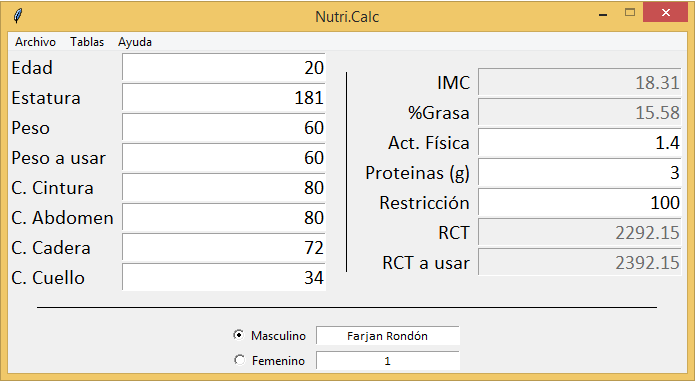 Nutri.Calc
Archivo Tablas Ayuda
Edad 20
Estatura 181
Peso 60
Peso a usar 60
C. Cintura 80
C. Abdomen 80
C. Cadera 72
C. Cuello 34
IMC 18.31
%Grasa 15.58
Act. Física 1.4
Proteinas (g) 3
Restricción 100
RCT 2292.15
RCT a usar 2392.15
Masculino Farjan Rondón
Femenino 1